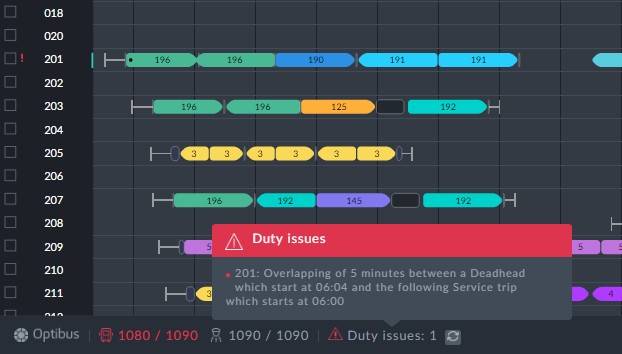 018
020
! 201 196 196 190 191 191
202
203 196 196 125 192
204
205 3 3 3 3 3 3
206
207 196 192 145 192
208
209 5 5 5
210
211 3 4 4
Duty issues
• 201: Overlapping of 5 minutes between a Deadhead
which start at 06:04 and the following Service trip
which starts at 06:00
Optibus | 1080 / 1090 | 1090 / 1090 | Duty issues: 1